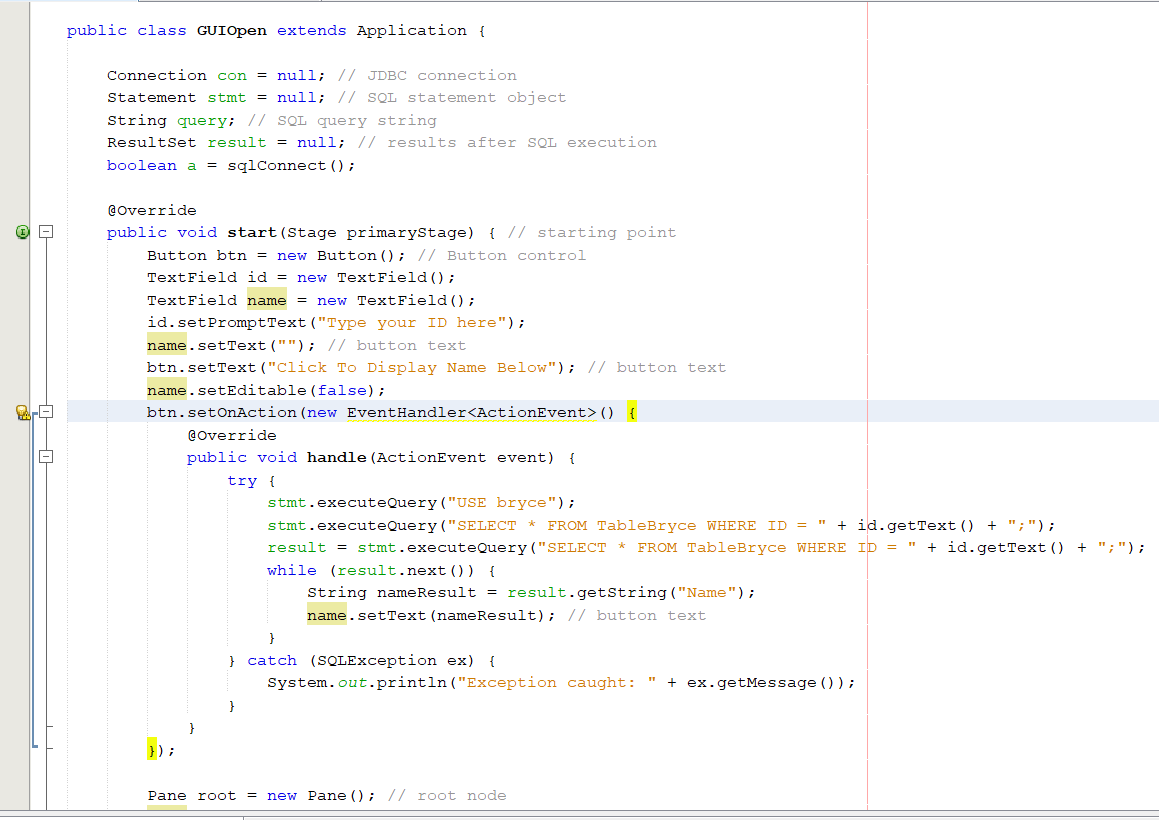 public class GUIOpen extends Application {
Connection con = null; // JDBC connection
Statement stmt = null; // SQL statement object
String query; // SQL query string
ResultSet result = null; // results after SQL execution
boolean a = sqlConnect();
@Override
public void start(Stage primaryStage) { // starting point
Button btn = new Button(); // Button control
TextField id = new TextField();
TextField name = new TextField();
id.setPromptText("Type your ID here");
name.setText(""); // button text
btn.setText("Click To Display Name Below"); // button text
name.setEditable(false);
btn.setOnAction(new EventHandler<ActionEvent>() {
@Override
public void handle(ActionEvent event) {
try {
stmt.executeQuery("USE bryce");
stmt.executeQuery("SELECT * FROM TableBryce WHERE ID = " + id.getText() + ";");
result = stmt.executeQuery("SELECT * FROM TableBryce WHERE ID = " + id.getText() + ";");
while (result.next()) {
String nameResult = result.getString("Name");
name.setText(nameResult); // button text
}
} catch (SQLException ex) {
System.out.println("Exception caught: " + ex.getMessage());
}
}
});
Pane root = new Pane(); // root node